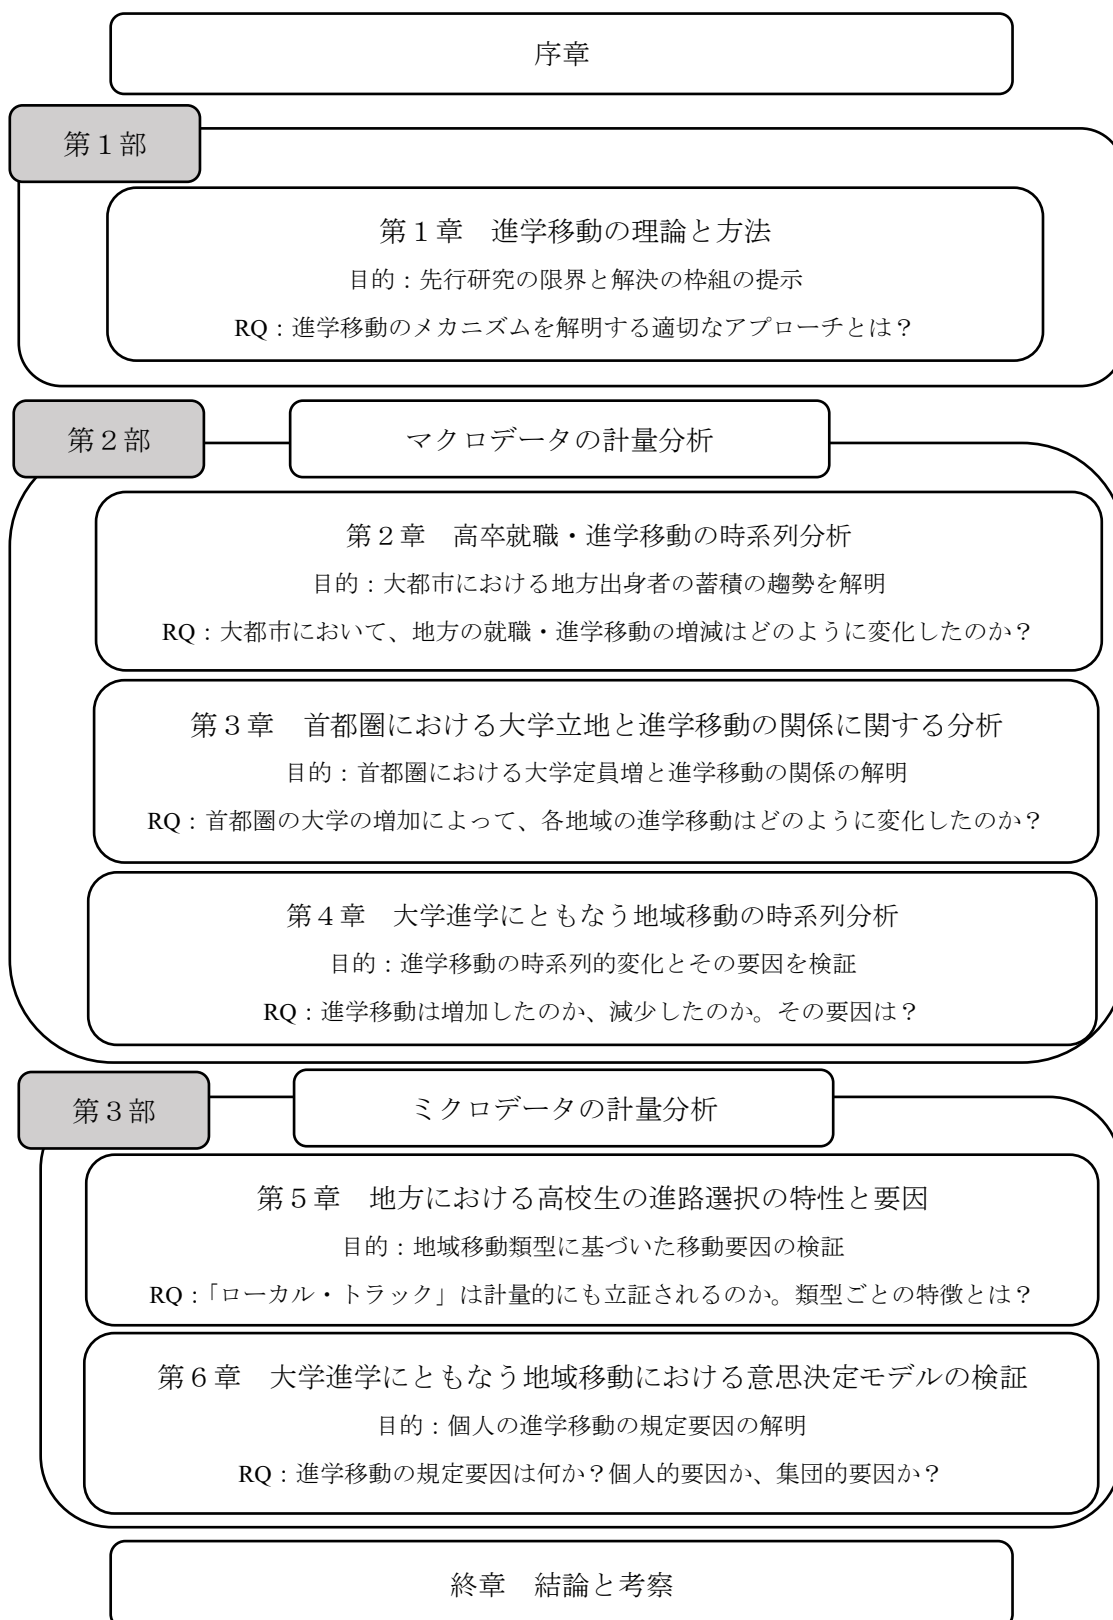 序章
第１部
第１章　進学移動の理論と方法
目的：先行研究の限界と解決の枠組の提示
RQ：進学移動のメカニズムを解明する適切なアプローチとは？
第２部
マクロデータの計量分析
第２章　高卒就職・進学移動の時系列分析
目的：大都市における地方出身者の蓄積の趨勢を解明
RQ：大都市において、地方の就職・進学移動の増減はどのように変化したのか？
第３章　首都圏における大学立地と進学移動の関係に関する分析
目的：首都圏における大学定員増と進学移動の関係の解明
RQ：首都圏の大学の増加によって、各地域の進学移動はどのように変化したのか？
第４章　大学進学にともなう地域移動の時系列分析
目的：進学移動の時系列的変化とその要因を検証
RQ：進学移動は増加したのか、減少したのか。その要因は？
第３部
ミクロデータの計量分析
第５章　地方における高校生の進路選択の特性と要因
目的：地域移動類型に基づいた移動要因の検証
RQ：「ローカル・トラック」は計量的にも立証されるのか。類型ごとの特徴とは？
第６章　大学進学にともなう地域移動における意思決定モデルの検証
目的：個人の進学移動の規定要因の解明
RQ：進学移動の規定要因は何か？個人的要因か、集団的要因か？
終章　結論と考察